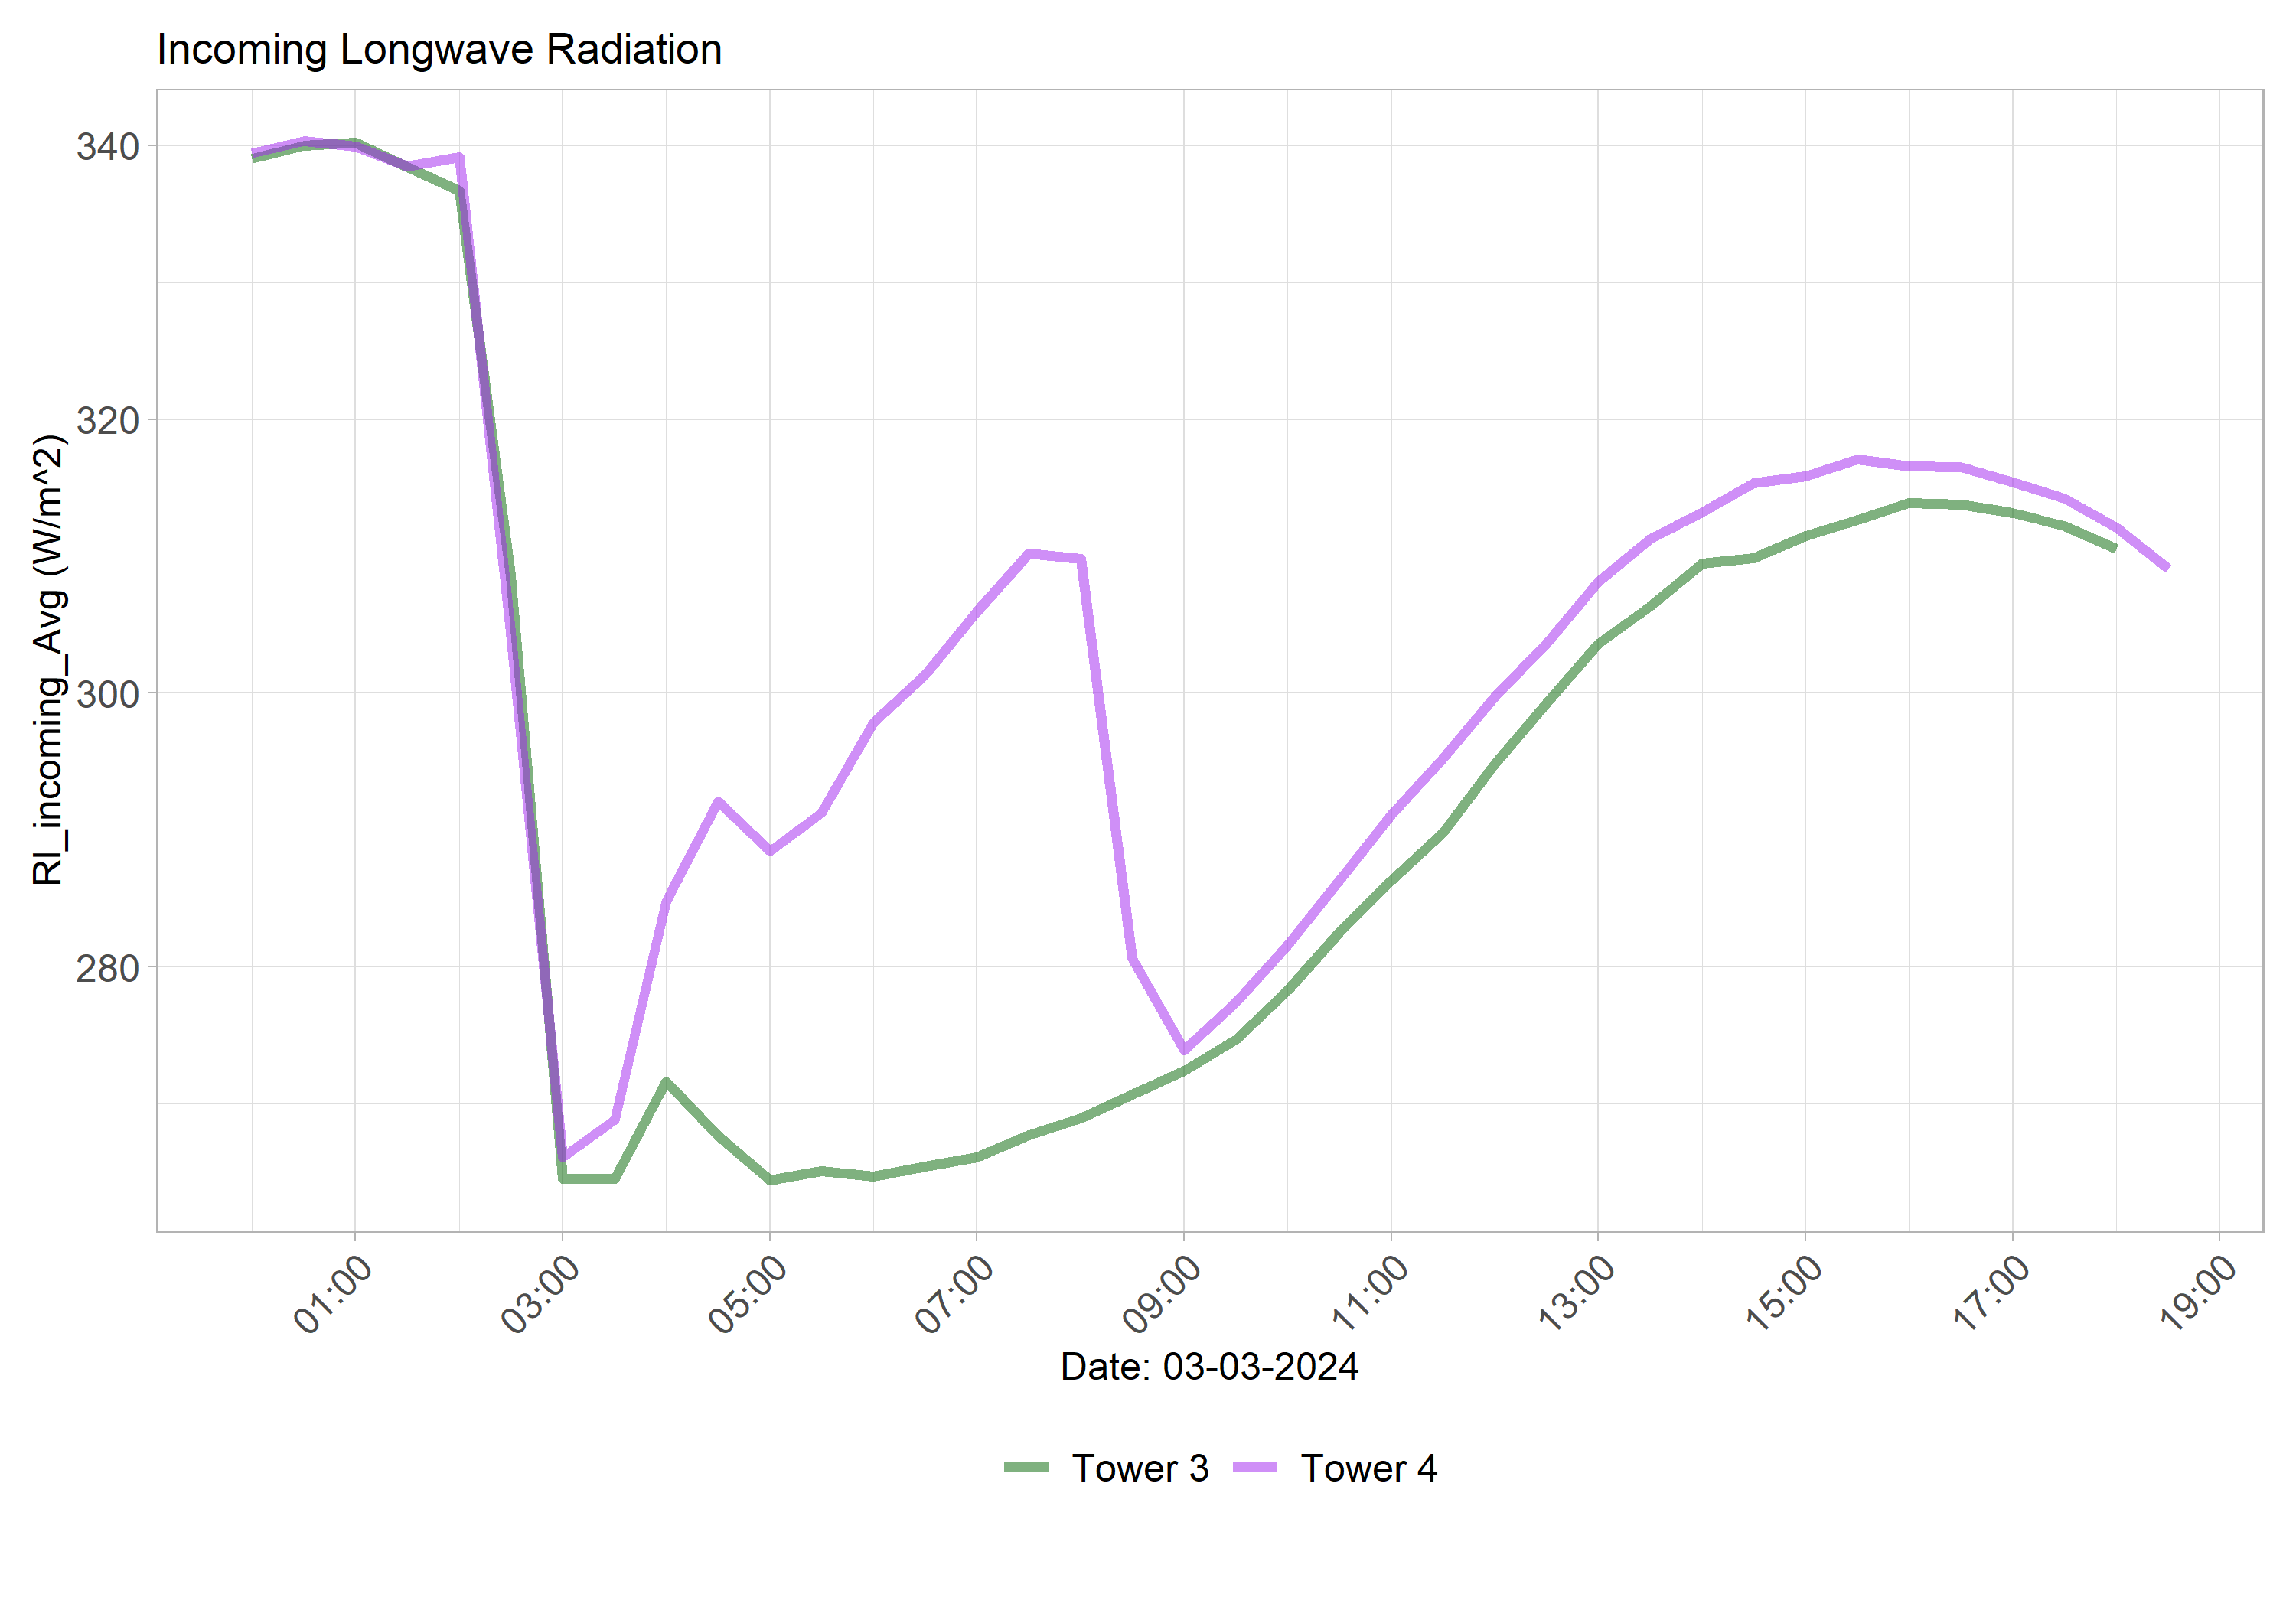 Incoming Longwave Radiation
Rl_incoming_Avg (W/m^2)
340
320
300
280
01:00
03:00
05:00
07:00
09:00
11:00
13:00
15:00
17:00
19:00
Date: 03-03-2024
Tower 3
Tower 4